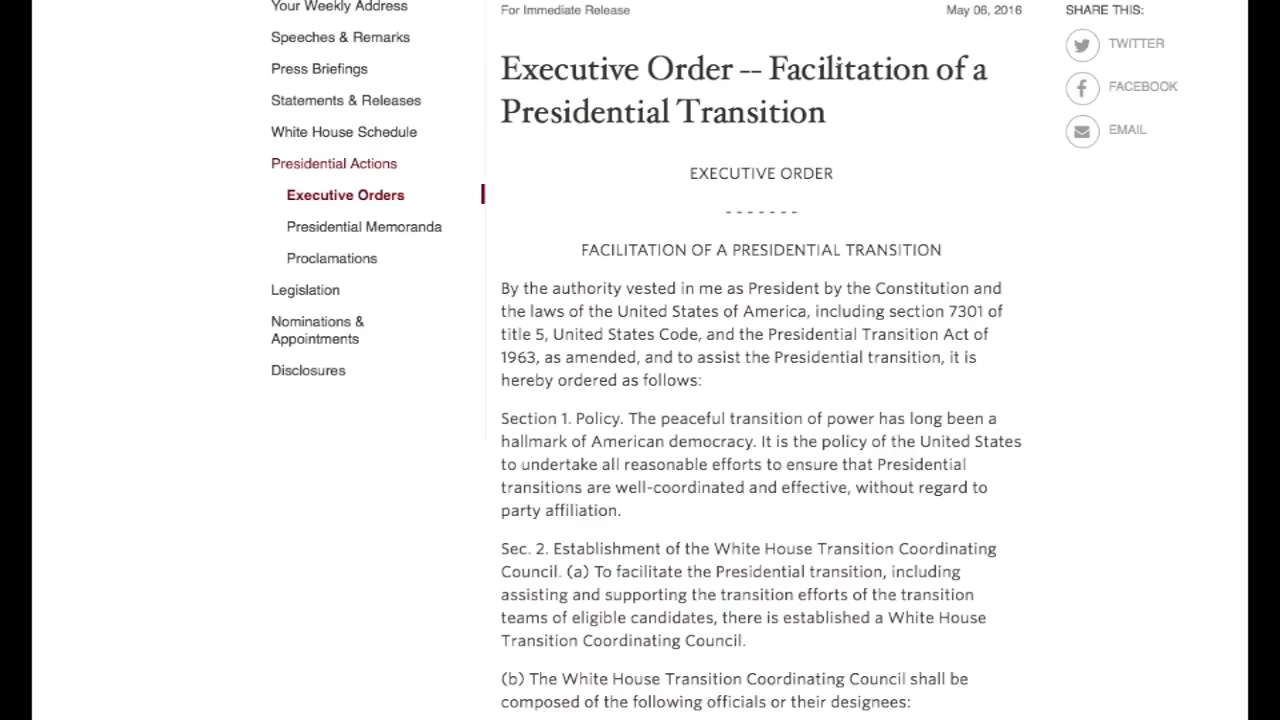 Your Weekly Address
Speeches & Remarks
Press Briefings
Statements & Releases
White House Schedule
Presidential Actions
Executive Orders
Presidential Memoranda
Proclamations
Legislation
Nominations &
Appointments
Disclosures
For Immediate Release
May 06, 2016
Executive Order -- Facilitation of a
Presidential Transition
EXECUTIVE ORDER
- - - - - - -
FACILITATION OF A PRESIDENTIAL TRANSITION
By the authority vested in me as President by the Constitution and
the laws of the United States of America, including section 7301 of
title 5, United States Code, and the Presidential Transition Act of
1963, as amended, and to assist the Presidential transition, it is
hereby ordered as follows:
Section 1. Policy. The peaceful transition of power has long been a
hallmark of American democracy. It is the policy of the United States
to undertake all reasonable efforts to ensure that Presidential
transitions are well-coordinated and effective, without regard to
party affiliation.
Sec. 2. Establishment of the White House Transition Coordinating
Council. (a) To facilitate the Presidential transition, including
assisting and supporting the transition efforts of the transition
teams of eligible candidates, there is established a White House
Transition Coordinating Council.
(b) The White House Transition Coordinating Council shall be
composed of the following officials or their designees:
SHARE THIS:
TWITTER
FACEBOOK
EMAIL